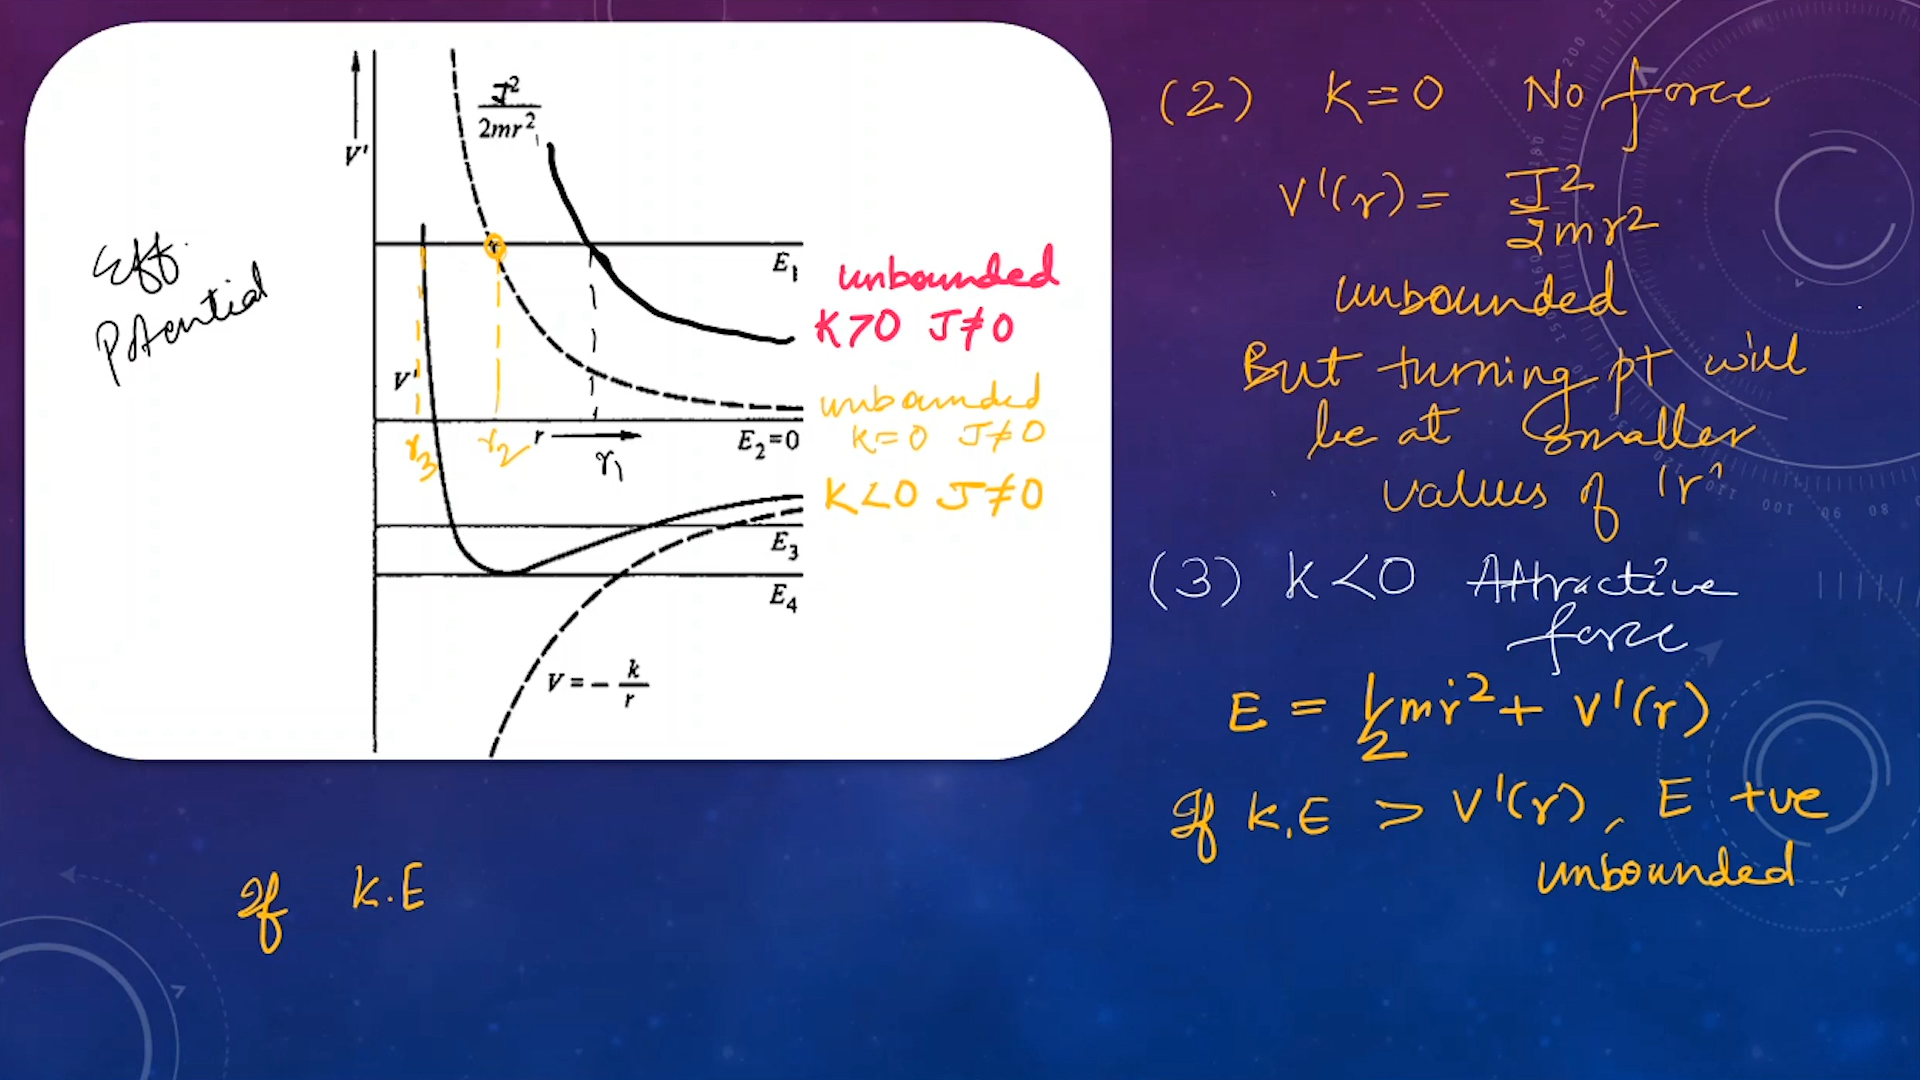 Eff.
Potential
V'
J²
2mr²
E₁
V'
r
E₂=0
E₃
E₄
V = - k/r
r₃
r₂
r₁
unbounded
K>0 J≠0
unbounded
K=0 J≠0
K<0 J≠0
If K.E
(2) K=0 No force
V'(r) = J²/2mr²
unbounded
But turning pt will
be at smaller
values of 'r'
(3) K<0 Attractive
force
E = 1/2 mṙ² + V'(r)
If K.E > V'(r), E +ve
unbounded